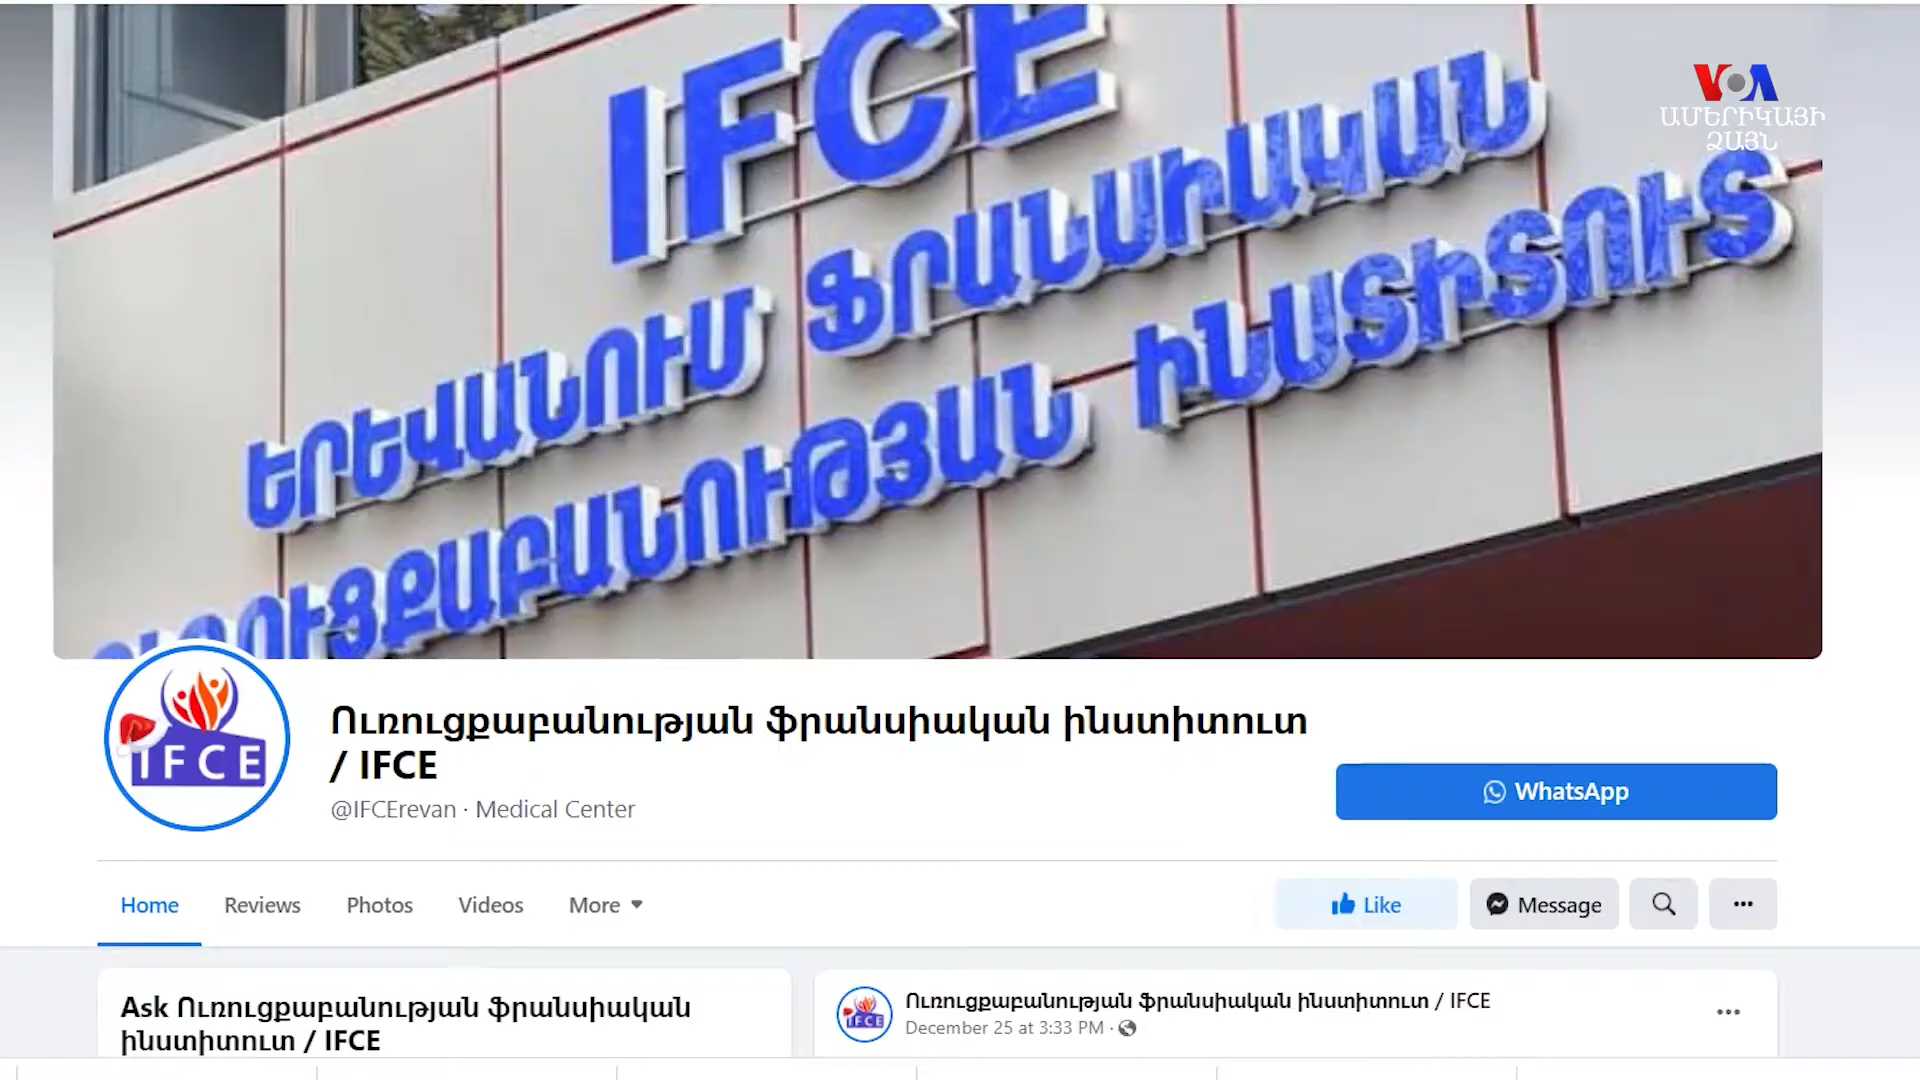 IFCE
ԵՐԵՎԱՆՈՒՄ ՖՐԱՆՍԻԱԿԱՆ
ՈՒՌՈՒՑՔԱԲԱՆՈՒԹՅԱՆ ԻՆՍՏԻՏՈՒՏ
VOA
ԱՄԵՐԻԿԱՅԻ
ՁԱՅՆ
IFCE
Ուռուցքաբանության ֆրանսիական ինստիտուտ
/ IFCE
@IFCErevan · Medical Center
WhatsApp
Home Reviews Photos Videos More
Like Message
Ask Ուռուցքաբանության ֆրանսիական
ինստիտուտ / IFCE
IFCE
Ուռուցքաբանության ֆրանսիական ինստիտուտ / IFCE
December 25 at 3:33 PM ·